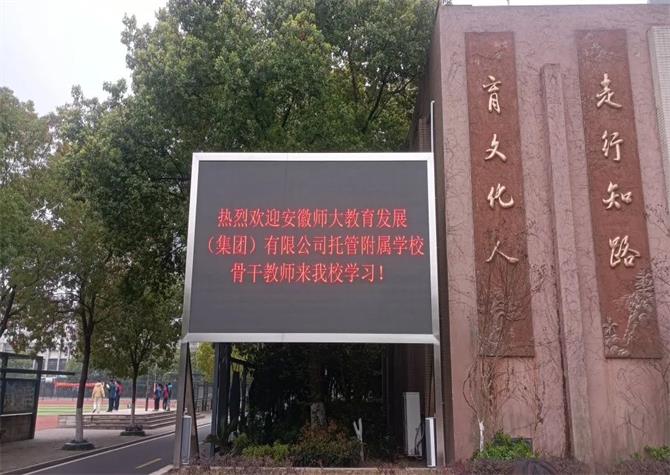 热烈欢迎安徽师大教育发展
（集团）有限公司托管附属学校
骨干教师来我校学习！
走行知路
育文化人